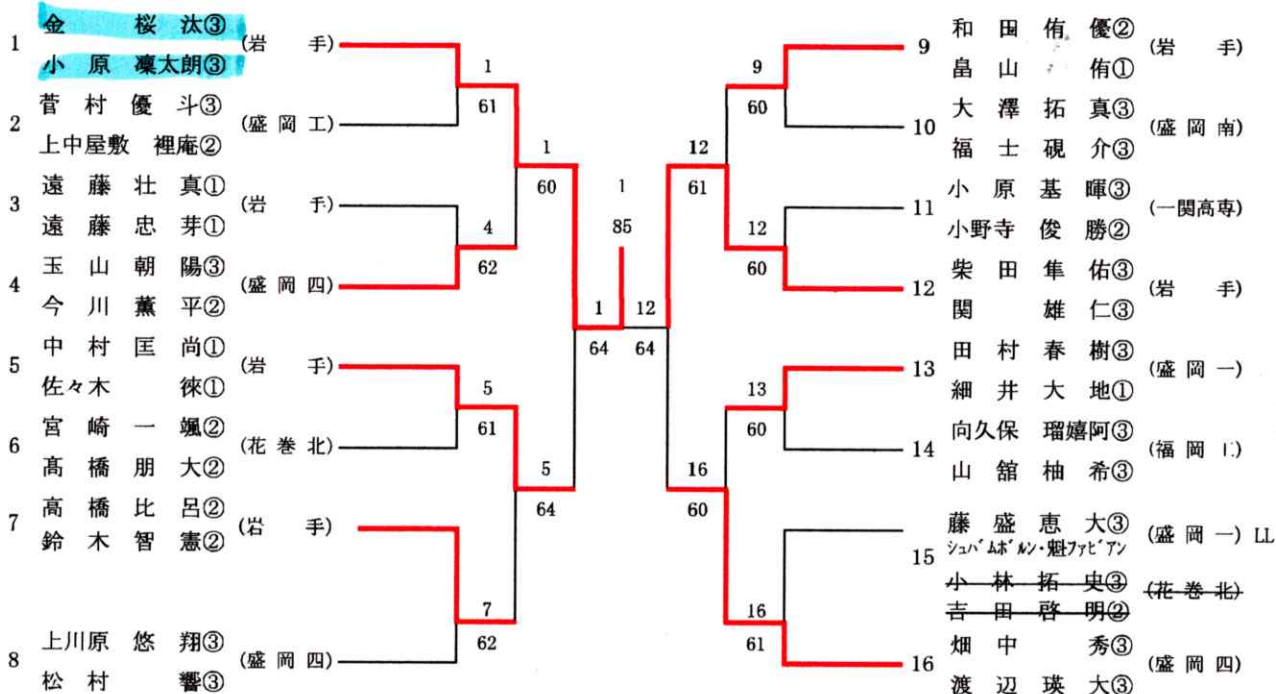 金 桜 汰③
1 (岩 手)
小 原 凜太朗③
菅 村 優 斗③
2 (盛 岡 工)
上中屋敷 裡庵②
遠 藤 壮 真①
3 (岩 手)
遠 藤 忠 芽①
玉 山 朝 陽③
4 (盛 岡 四)
今 川 薫 平②
中 村 匡 尚①
5 (岩 手)
佐々木 徠①
宮 崎 一 颯②
6 (花 巻 北)
髙 橋 朋 大②
高 橋 比 呂②
7 (岩 手)
鈴 木 智 憲②
上川原 悠 翔③
8 (盛 岡 四)
松 村 響③
1
61
4
62
5
61
7
62
1
60
5
64
1
64
1
85
12
64
12
61
16
60
9
60
12
60
13
60
16
61
和 田 侑 優②
9 (岩 手)
畠 山 侑①
大 澤 拓 真③
10 (盛 岡 南)
福 士 硯 介③
小 原 基 暉③
11 (一関高専)
小野寺 俊 勝②
柴 田 隼 佑③
12 (岩 手)
関 雄 仁③
田 村 春 樹③
13 (盛 岡 一)
細 井 大 地①
向久保 瑠嬉阿③
14 (福 岡 工)
山 舘 柚 希③
藤 盛 恵 大③ (盛 岡 一) LL
15 シュバムボルン・魁ファビアン
小 林 拓 史③ (花 巻 北)
吉 田 啓 明②
畑 中 秀③
16 (盛 岡 四)
渡 辺 瑛 大③